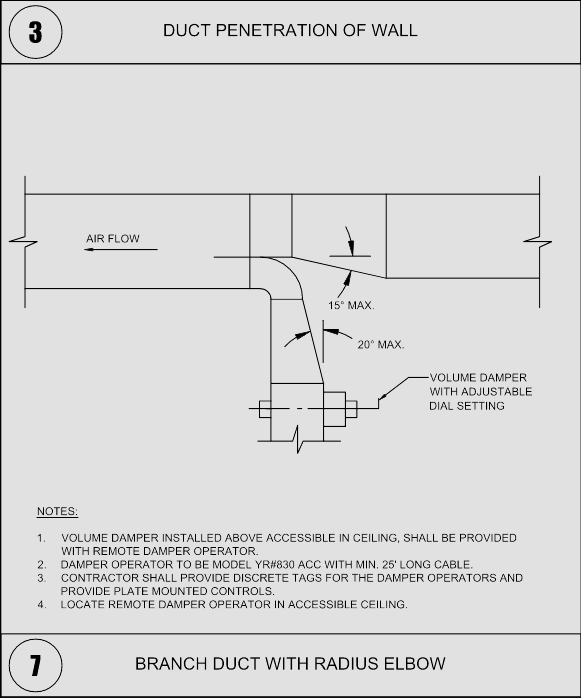 3
DUCT PENETRATION OF WALL
AIR FLOW
15° MAX.
20° MAX.
VOLUME DAMPER
WITH ADJUSTABLE
DIAL SETTING
NOTES:
1. VOLUME DAMPER INSTALLED ABOVE ACCESSIBLE IN CEILING, SHALL BE PROVIDED
WITH REMOTE DAMPER OPERATOR.
2. DAMPER OPERATOR TO BE MODEL YR#830 ACC WITH MIN. 25' LONG CABLE.
3. CONTRACTOR SHALL PROVIDE DISCRETE TAGS FOR THE DAMPER OPERATORS AND
PROVIDE PLATE MOUNTED CONTROLS.
4. LOCATE REMOTE DAMPER OPERATOR IN ACCESSIBLE CEILING.
7
BRANCH DUCT WITH RADIUS ELBOW